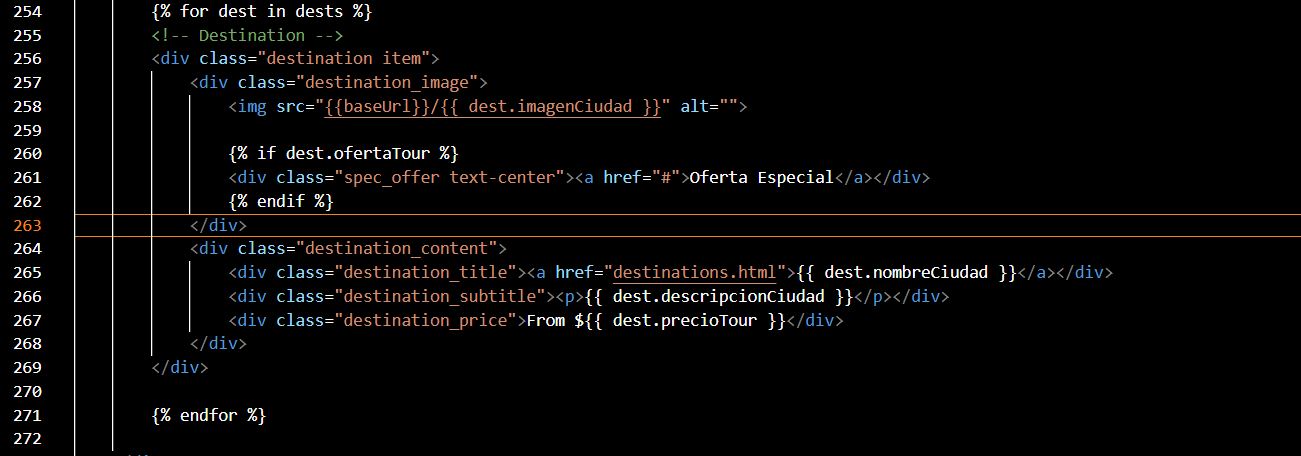 254 {% for dest in dests %}
255 <!-- Destination -->
256 <div class="destination item">
257 <div class="destination_image">
258 <img src="{{baseUrl}}/{{ dest.imagenCiudad }}" alt="">
259
260 {% if dest.ofertaTour %}
261 <div class="spec_offer text-center"><a href="#">Oferta Especial</a></div>
262 {% endif %}
263 </div>
264 <div class="destination_content">
265 <div class="destination_title"><a href="destinations.html">{{ dest.nombreCiudad }}</a></div>
266 <div class="destination_subtitle"><p>{{ dest.descripcionCiudad }}</p></div>
267 <div class="destination_price">From ${{ dest.precioTour }}</div>
268 </div>
269 </div>
270
271 {% endfor %}
272